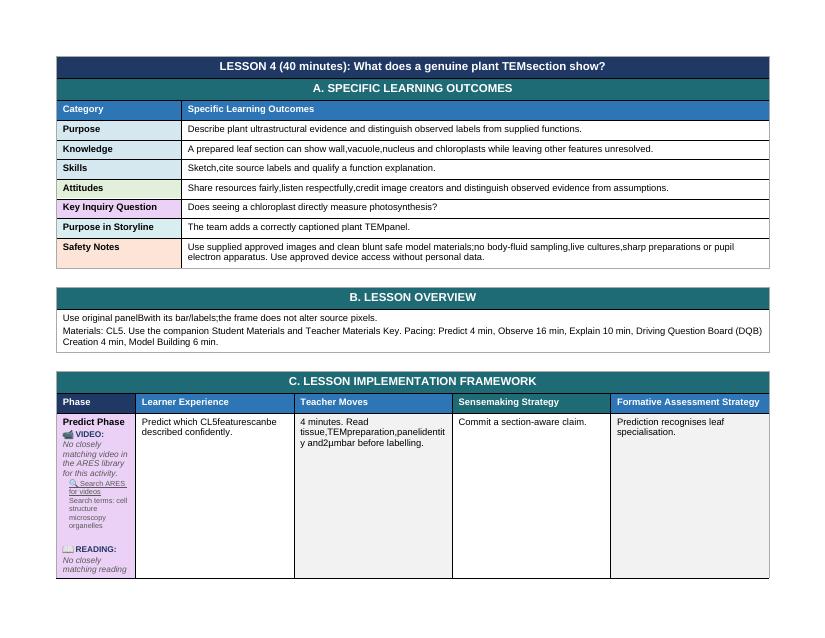 LESSON 4 (40 minutes): What does a genuine plant TEMsection show?
A. SPECIFIC LEARNING OUTCOMES
Category
Specific Learning Outcomes
Purpose
Describe plant ultrastructural evidence and distinguish observed labels from supplied functions.
Knowledge
A prepared leaf section can show wall,vacuole,nucleus and chloroplasts while leaving other features unresolved.
Skills
Sketch,cite source labels and qualify a function explanation.
Attitudes
Share resources fairly,listen respectfully,credit image creators and distinguish observed evidence from assumptions.
Key Inquiry Question
Does seeing a chloroplast directly measure photosynthesis?
Purpose in Storyline
The team adds a correctly captioned plant TEMpanel.
Safety Notes
Use supplied approved images and clean blunt safe model materials;no body-fluid sampling,live cultures,sharp preparations or pupil
electron apparatus. Use approved device access without personal data.
B. LESSON OVERVIEW
Use original panelBwith its bar/labels;the frame does not alter source pixels.
Materials: CL5. Use the companion Student Materials and Teacher Materials Key. Pacing: Predict 4 min, Observe 16 min, Explain 10 min, Driving Question Board (DQB)
Creation 4 min, Model Building 6 min.
C. LESSON IMPLEMENTATION FRAMEWORK
Phase
Learner Experience
Teacher Moves
Sensemaking Strategy
Formative Assessment Strategy
Predict Phase
📹 VIDEO:
No closely
matching video in
the ARES library
for this activity.
🔍 Search ARES
for videos
Search terms: cell
structure
microscopy
organelles
📖 READING:
No closely
matching reading
Predict which CL5featurescanbe
described confidently.
4 minutes. Read
tissue,TEMpreparation,panelidentit
y and2µmbar before labelling.
Commit a section-aware claim.
Prediction recognises leaf
specialisation.